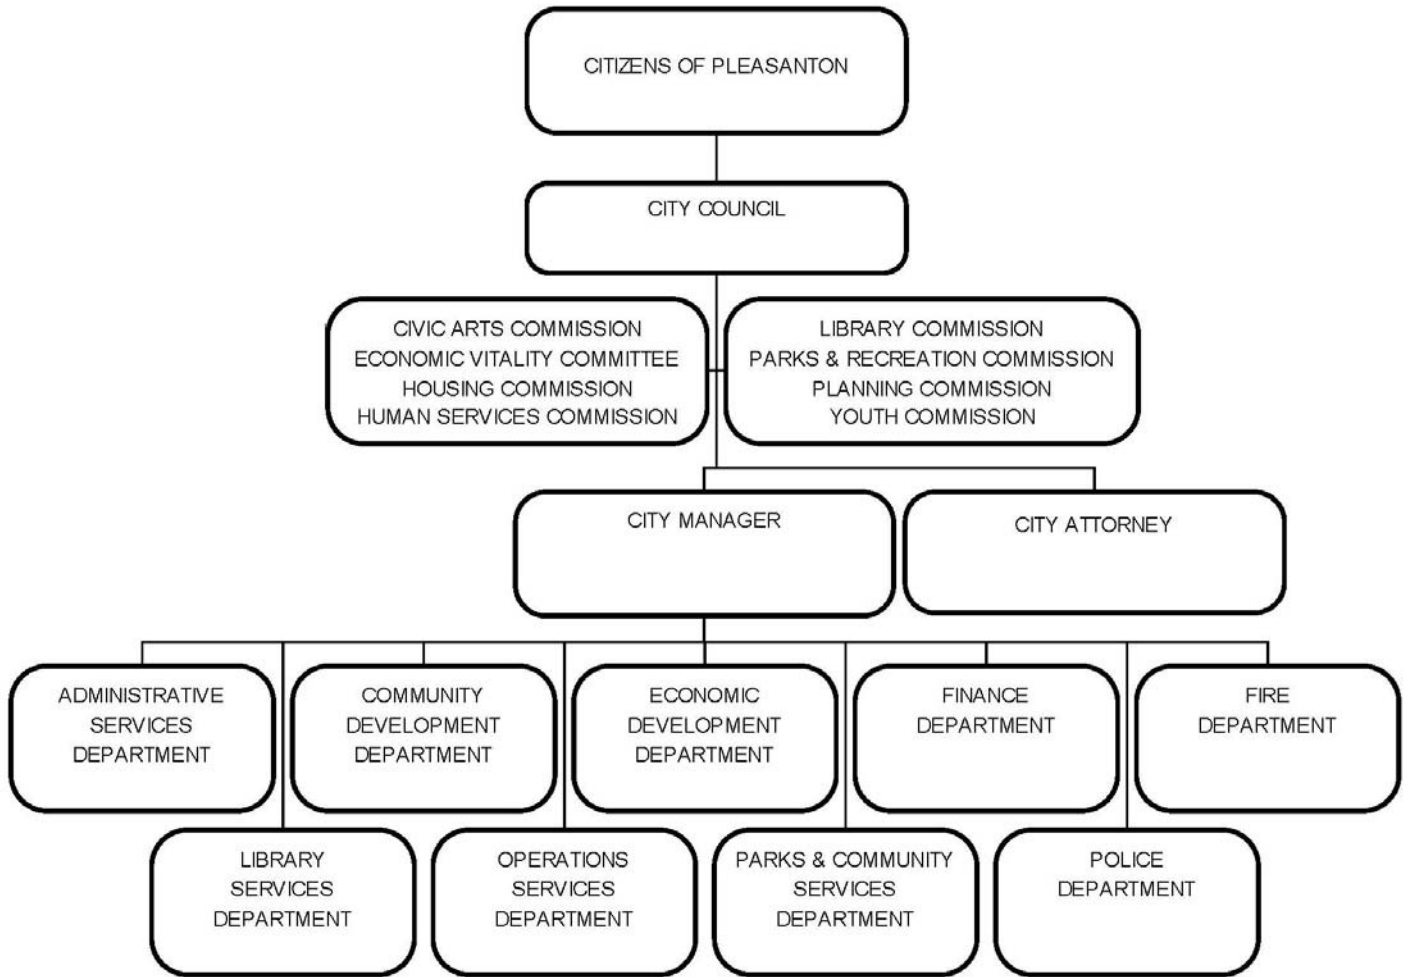 CITIZENS OF PLEASANTON
CITY COUNCIL
CIVIC ARTS COMMISSION
ECONOMIC VITALITY COMMITTEE
HOUSING COMMISSION
HUMAN SERVICES COMMISSION
LIBRARY COMMISSION
PARKS & RECREATION COMMISSION
PLANNING COMMISSION
YOUTH COMMISSION
CITY MANAGER
CITY ATTORNEY
ADMINISTRATIVE
SERVICES
DEPARTMENT
COMMUNITY
DEVELOPMENT
DEPARTMENT
ECONOMIC
DEVELOPMENT
DEPARTMENT
FINANCE
DEPARTMENT
FIRE
DEPARTMENT
LIBRARY
SERVICES
DEPARTMENT
OPERATIONS
SERVICES
DEPARTMENT
PARKS & COMMUNITY
SERVICES
DEPARTMENT
POLICE
DEPARTMENT